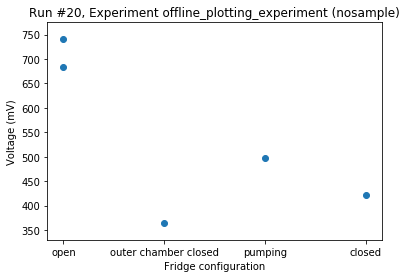 Run #20, Experiment offline_plotting_experiment (nosample)
Voltage (mV)
750
700
650
600
550
500
450
400
350
open outer chamber closed pumping closed
Fridge configuration